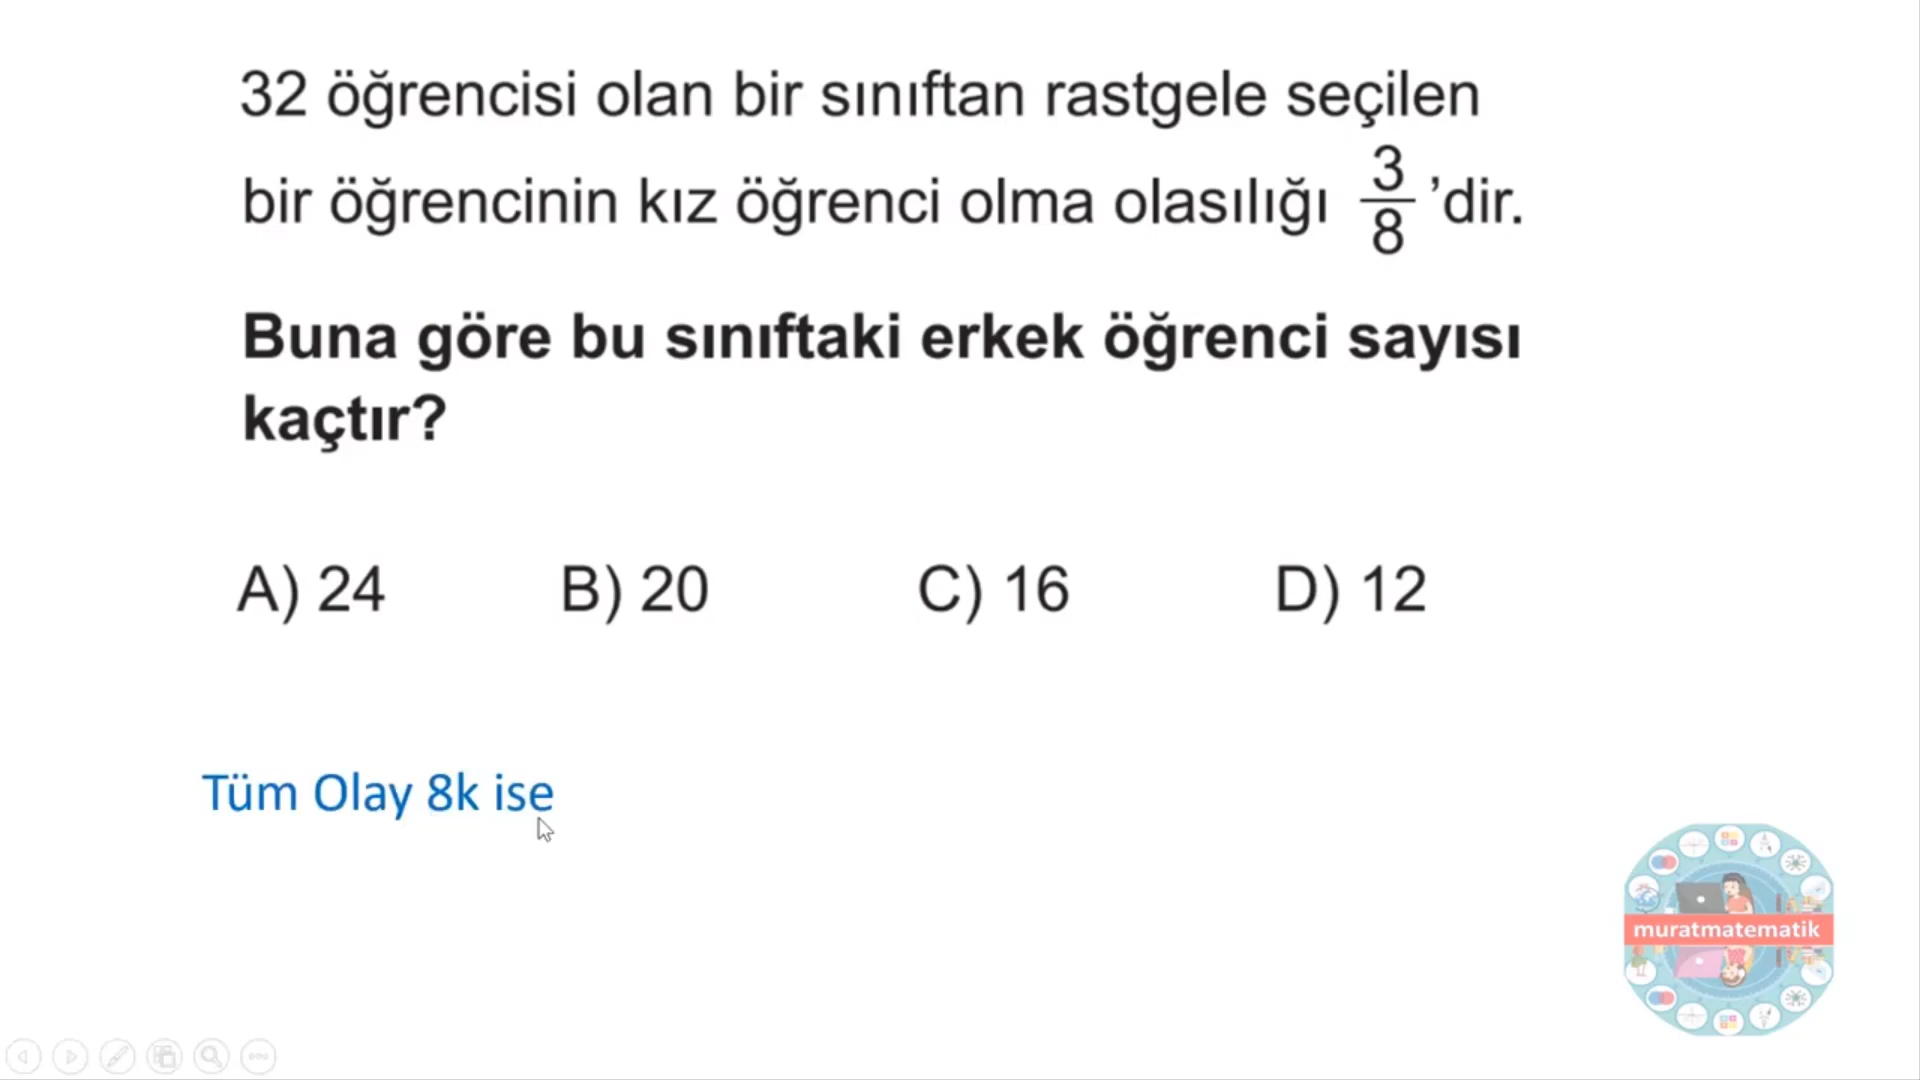 32 öğrencisi olan bir sınıftan rastgele seçilen
bir öğrencinin kız öğrenci olma olasılığı 3/8 'dir.
Buna göre bu sınıftaki erkek öğrenci sayısı
kaçtır?
A) 24 B) 20 C) 16 D) 12
Tüm Olay 8k ise
muratmatematik